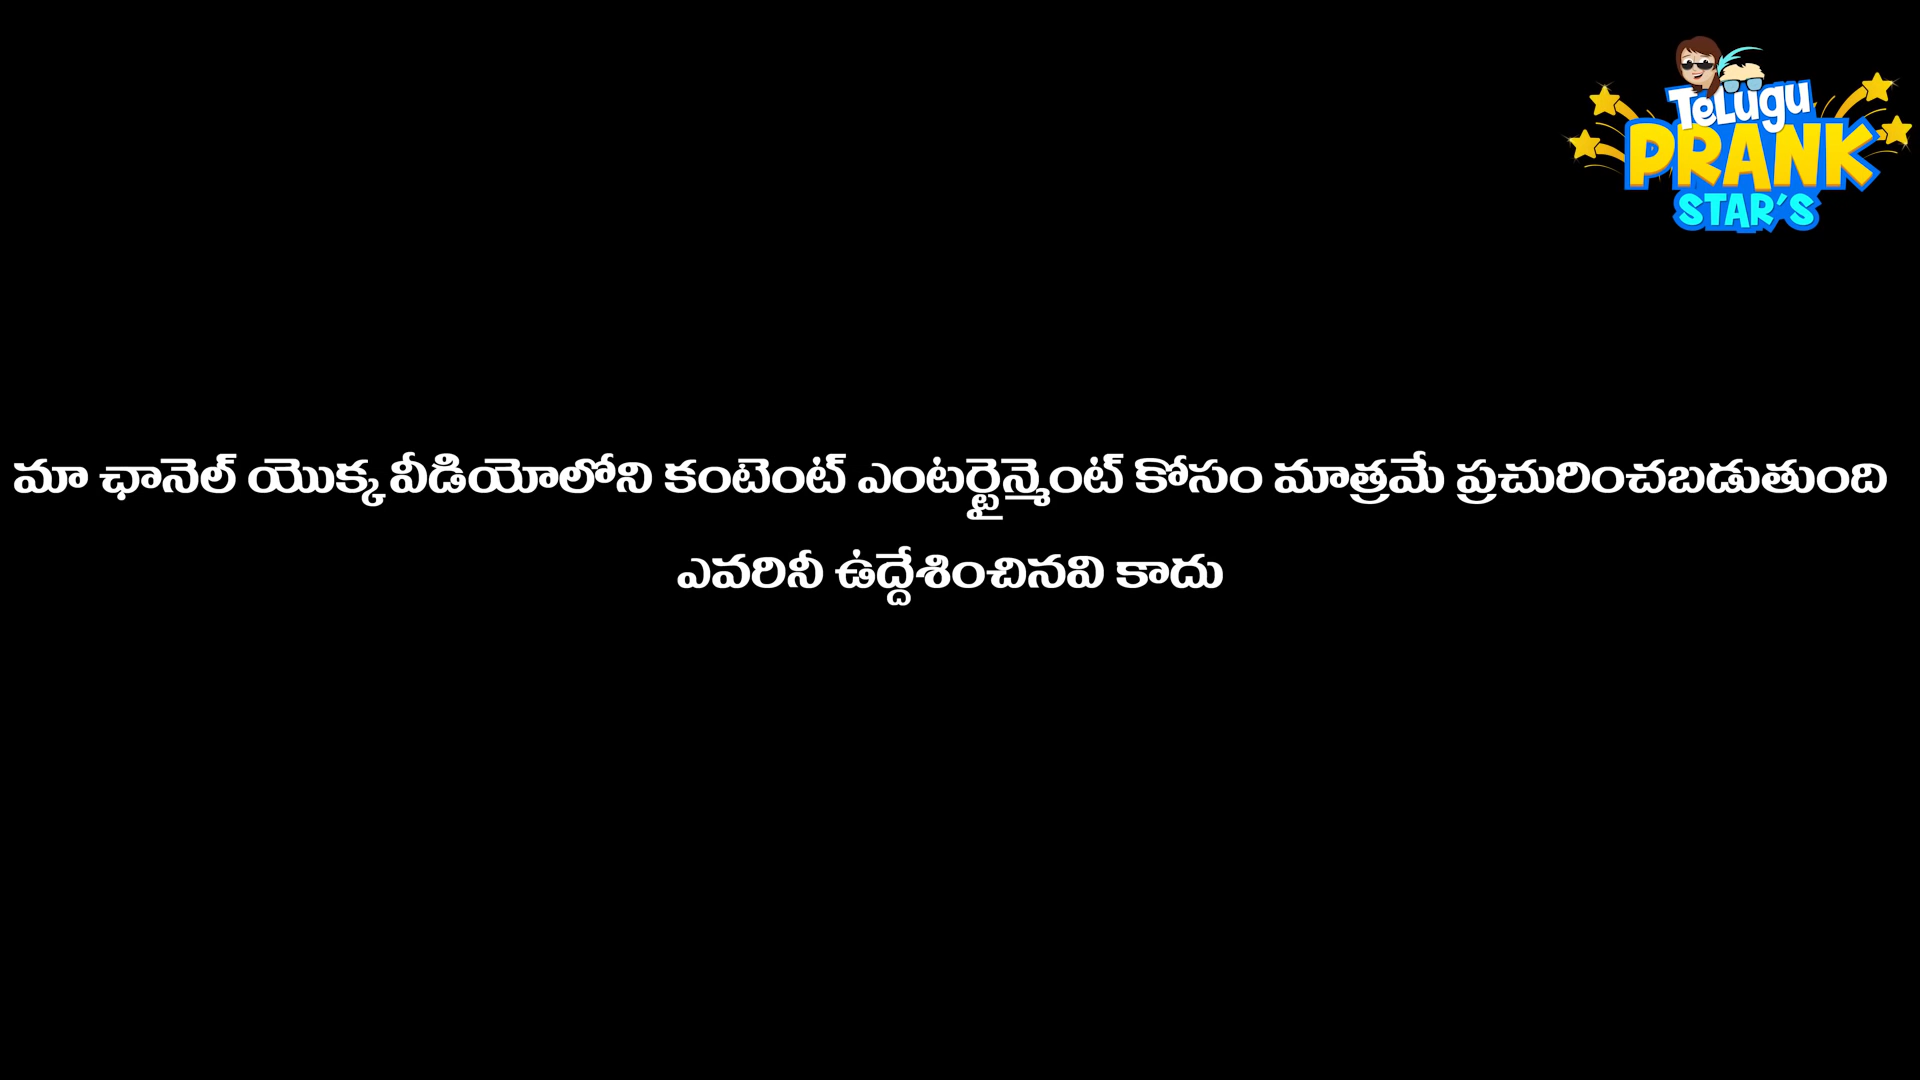 TeLugu
PRANK
STAR'S
మా ఛానెల్ యొక్క వీడియోలోని కంటెంట్ ఎంటర్టైన్మెంట్ కోసం మాత్రమే ప్రచురించబడుతుంది
ఎవరినీ ఉద్దేశించినవి కాదు